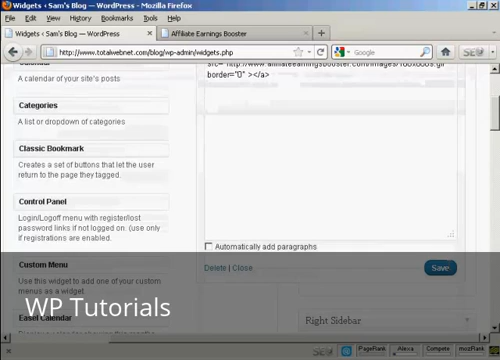 Widgets ‹ Sam's Blog — WordPress - Mozilla Firefox
File Edit View History Bookmarks Tools Help
Widgets ‹ Sam's Blog — WordPress
Affiliate Earnings Booster
http://www.totalwebnet.com/blog/wp-admin/widgets.php
Google
A calendar of your site's posts
border="0" ></a>
Categories
A list or dropdown of categories
Classic Bookmark
Creates a set of buttons that let the user
return to the page they tagged.
Control Panel
Login/Logoff menu with register/lost
password links if not logged on. (use only
if registrations are enabled.
Automatically add paragraphs
Delete | Close
Save
Custom Menu
Use this widget to add one of your custom
menus as a widget.
WP Tutorials
Right Sidebar
Easel Calendar
PageRank
Alexa
Compete
mozRank